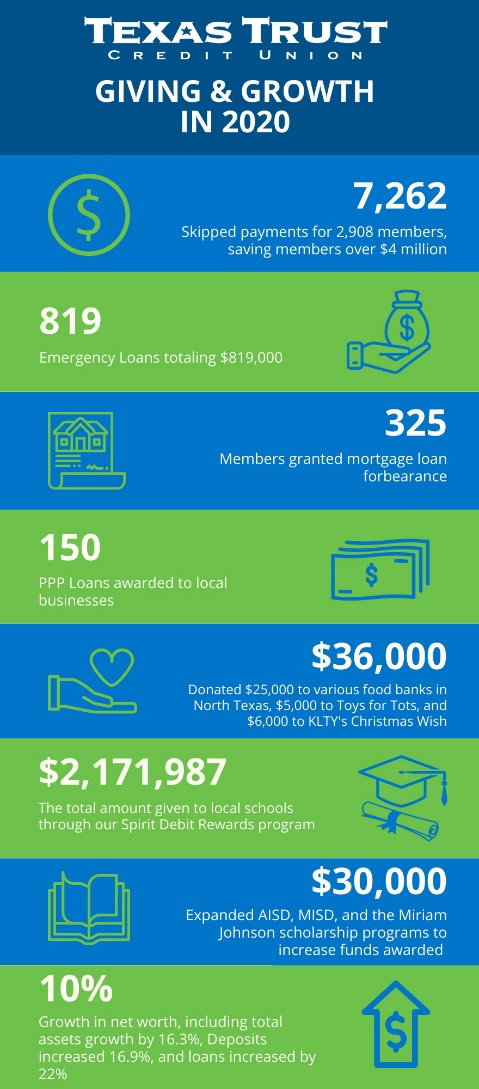 TEXAS TRUST
CREDIT UNION
GIVING & GROWTH
IN 2020
7,262
Skipped payments for 2,908 members,
saving members over $4 million
819
Emergency Loans totaling $819,000
325
Members granted mortgage loan
forbearance
150
PPP Loans awarded to local
businesses
$36,000
Donated $25,000 to various food banks in
North Texas, $5,000 to Toys for Tots, and
$6,000 to KLTY's Christmas Wish
$2,171,987
The total amount given to local schools
through our Spirit Debit Rewards program
$30,000
Expanded AISD, MISD, and the Miriam
Johnson scholarship programs to
increase funds awarded
10%
Growth in net worth, including total
assets growth by 16.3%, Deposits
increased 16.9%, and loans increased by
22%